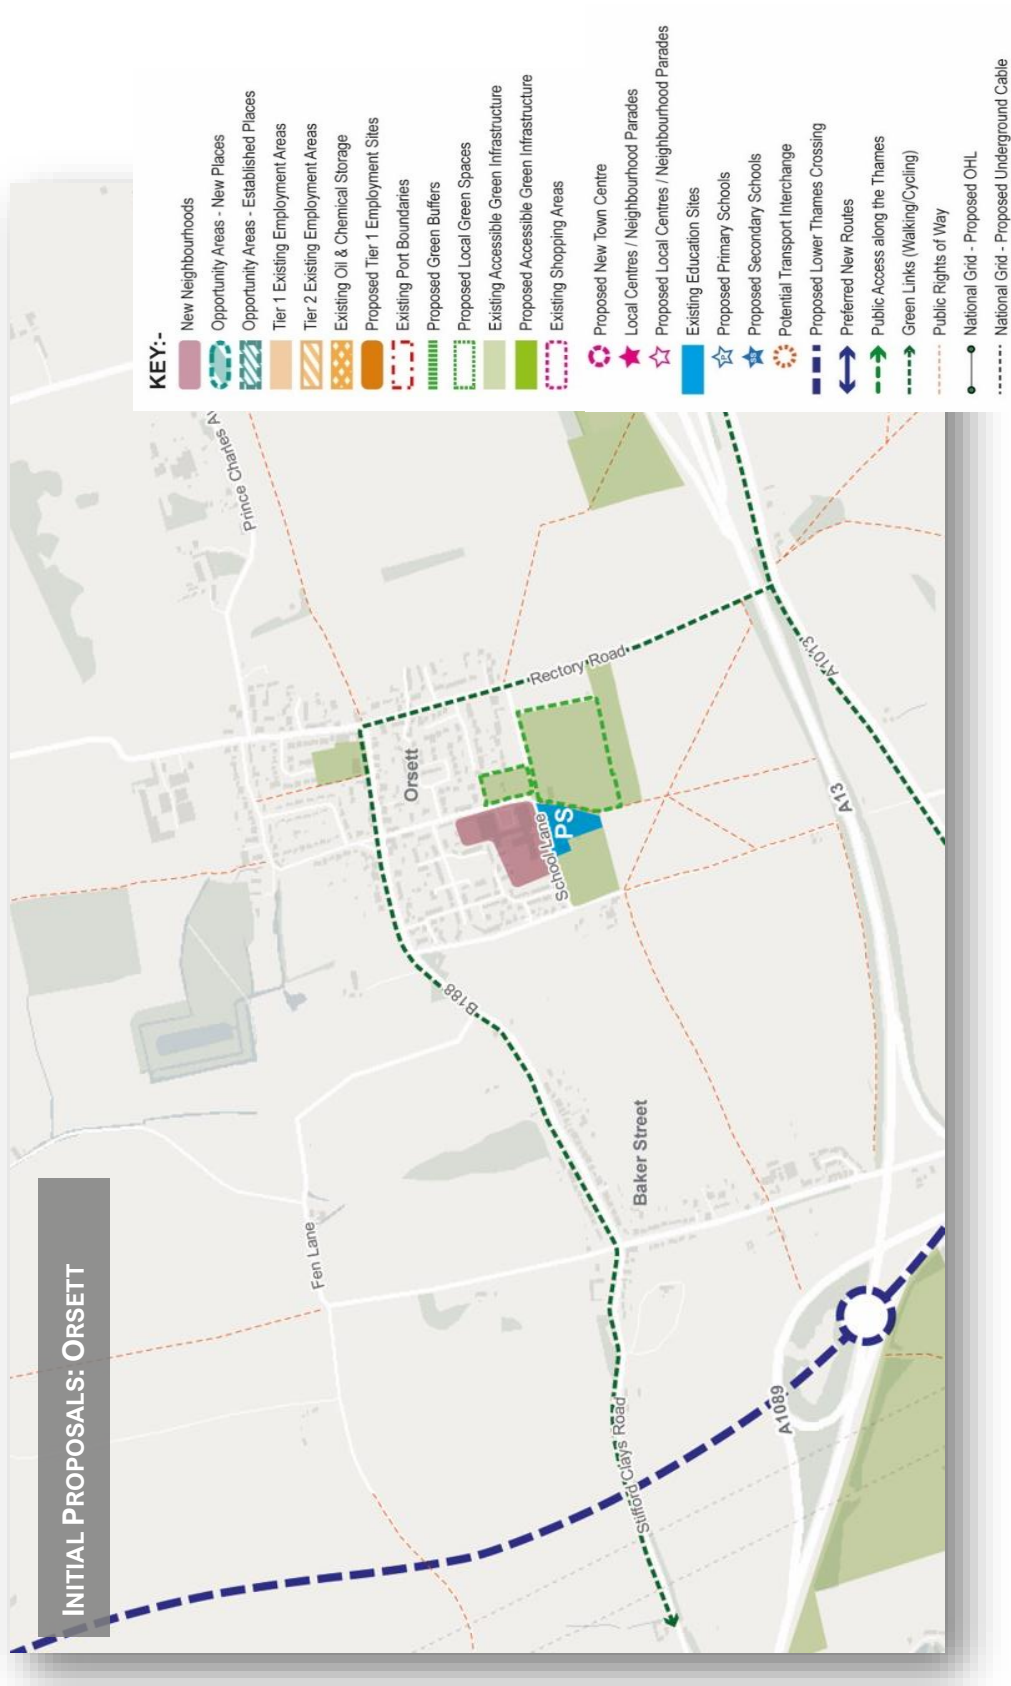 INITIAL PROPOSALS: ORSETT
KEY:-
New Neighbourhoods
Opportunity Areas - New Places
Opportunity Areas - Established Places
Tier 1 Existing Employment Areas
Tier 2 Existing Employment Areas
Existing Oil & Chemical Storage
Proposed Tier 1 Employment Sites
Existing Port Boundaries
Proposed Green Buffers
Proposed Local Green Spaces
Existing Accessible Green Infrastructure
Proposed Accessible Green Infrastructure
Existing Shopping Areas
Proposed New Town Centre
Local Centres / Neighbourhood Parades
Proposed Local Centres / Neighbourhood Parades
Existing Education Sites
P Proposed Primary Schools
SS Proposed Secondary Schools
Potential Transport Interchange
Proposed Lower Thames Crossing
Preferred New Routes
Public Access along the Thames
Green Links (Walking/Cycling)
Public Rights of Way
National Grid - Proposed OHL
National Grid - Proposed Underground Cable
Prince Charles A
Fen Lane
B188
Orsett
Rectory Road
School Lane
PS
Baker Street
Stifford Clays Road
A1089
A13
A1013